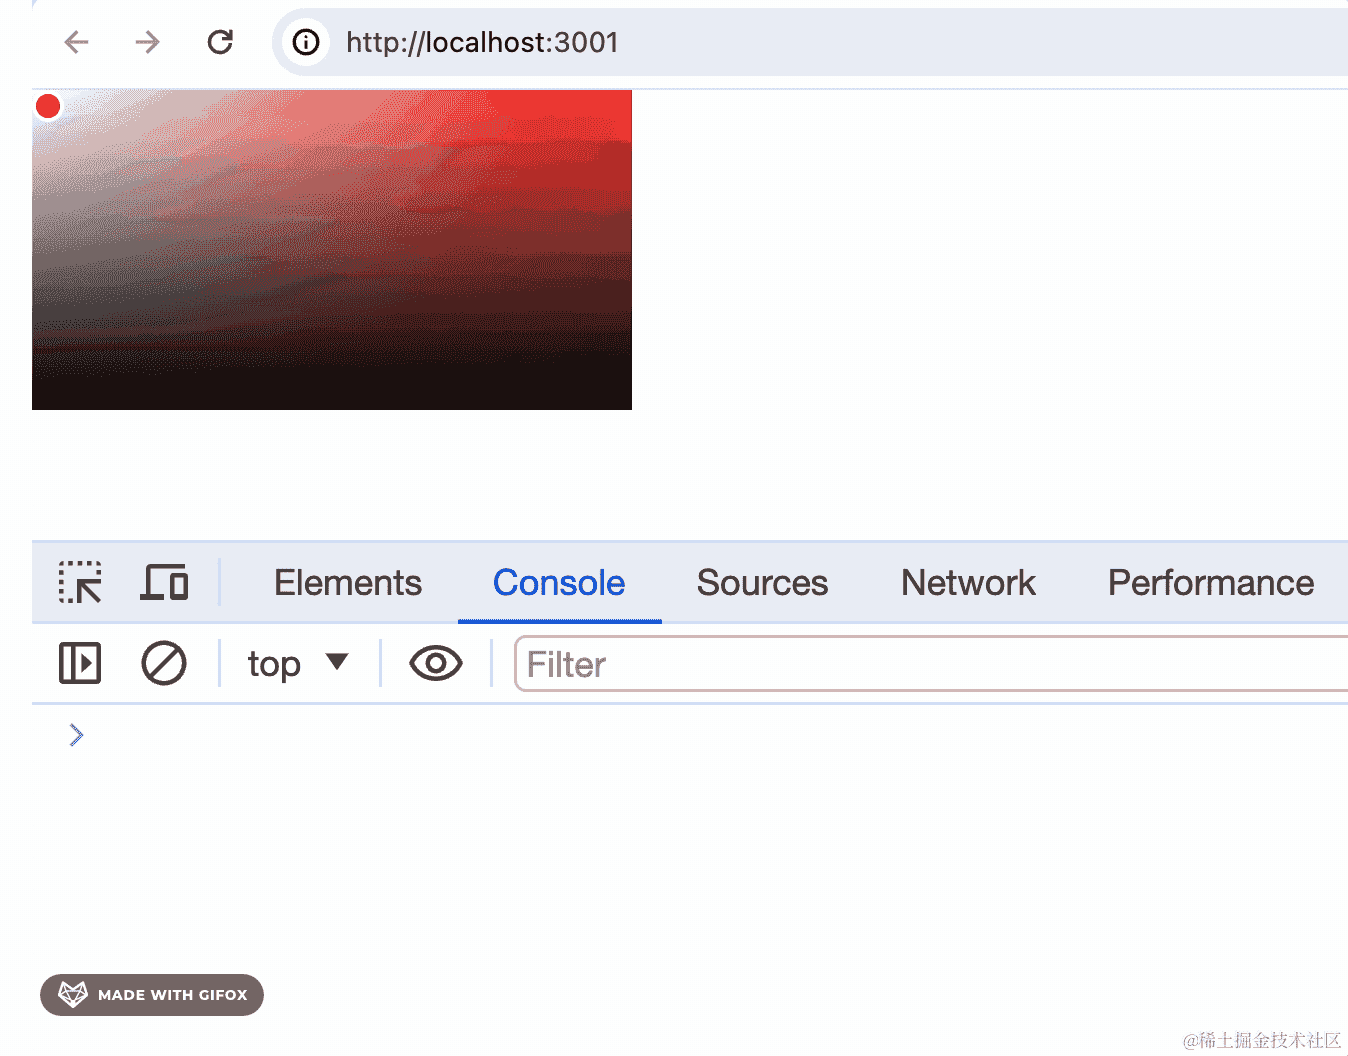 http://localhost:3001
Elements Console Sources Network Performance
top Filter
MADE WITH GIFOX
@稀土掘金技术社区